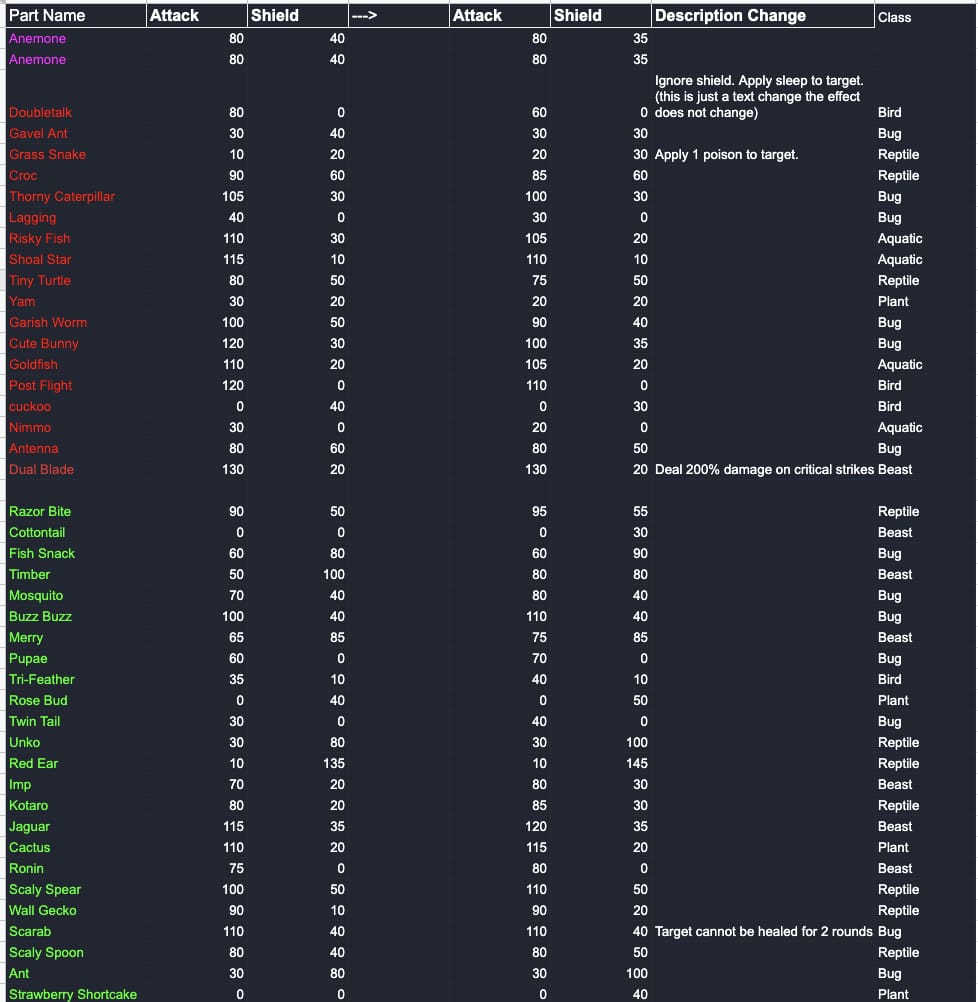 Part Name Attack Shield ---> Attack Shield Description Change Class
Anemone 80 40 80 35
Anemone 80 40 80 35
Ignore shield. Apply sleep to target.
(this is just a text change the effect
Doubletalk 80 0 60 0 does not change) Bird
Gavel Ant 30 40 30 30 Bug
Grass Snake 10 20 20 30 Apply 1 poison to target. Reptile
Croc 90 60 85 60 Reptile
Thorny Caterpillar 105 30 100 30 Bug
Lagging 40 0 30 0 Bug
Risky Fish 110 30 105 20 Aquatic
Shoal Star 115 10 110 10 Aquatic
Tiny Turtle 80 50 75 50 Reptile
Yam 30 20 20 20 Plant
Garish Worm 100 50 90 40 Bug
Cute Bunny 120 30 100 35 Bug
Goldfish 110 20 105 20 Aquatic
Post Flight 120 0 110 0 Bird
cuckoo 0 40 0 30 Bird
Nimmo 30 0 20 0 Aquatic
Antenna 80 60 80 50 Bug
Dual Blade 130 20 130 20 Deal 200% damage on critical strikes Beast
Razor Bite 90 50 95 55 Reptile
Cottontail 0 0 0 30 Beast
Fish Snack 60 80 60 90 Bug
Timber 50 100 80 80 Beast
Mosquito 70 40 80 40 Bug
Buzz Buzz 100 40 110 40 Bug
Merry 65 85 75 85 Beast
Pupae 60 0 70 0 Bug
Tri-Feather 35 10 40 10 Bird
Rose Bud 0 40 0 50 Plant
Twin Tail 30 0 40 0 Bug
Unko 30 80 30 100 Reptile
Red Ear 10 135 10 145 Reptile
Imp 70 20 80 30 Beast
Kotaro 80 20 85 30 Reptile
Jaguar 115 35 120 35 Beast
Cactus 110 20 115 20 Plant
Ronin 75 0 80 0 Beast
Scaly Spear 100 50 110 50 Reptile
Wall Gecko 90 10 90 20 Reptile
Scarab 110 40 110 40 Target cannot be healed for 2 rounds Bug
Scaly Spoon 80 40 80 50 Reptile
Ant 30 80 30 100 Bug
Strawberry Shortcake 0 0 0 40 Plant